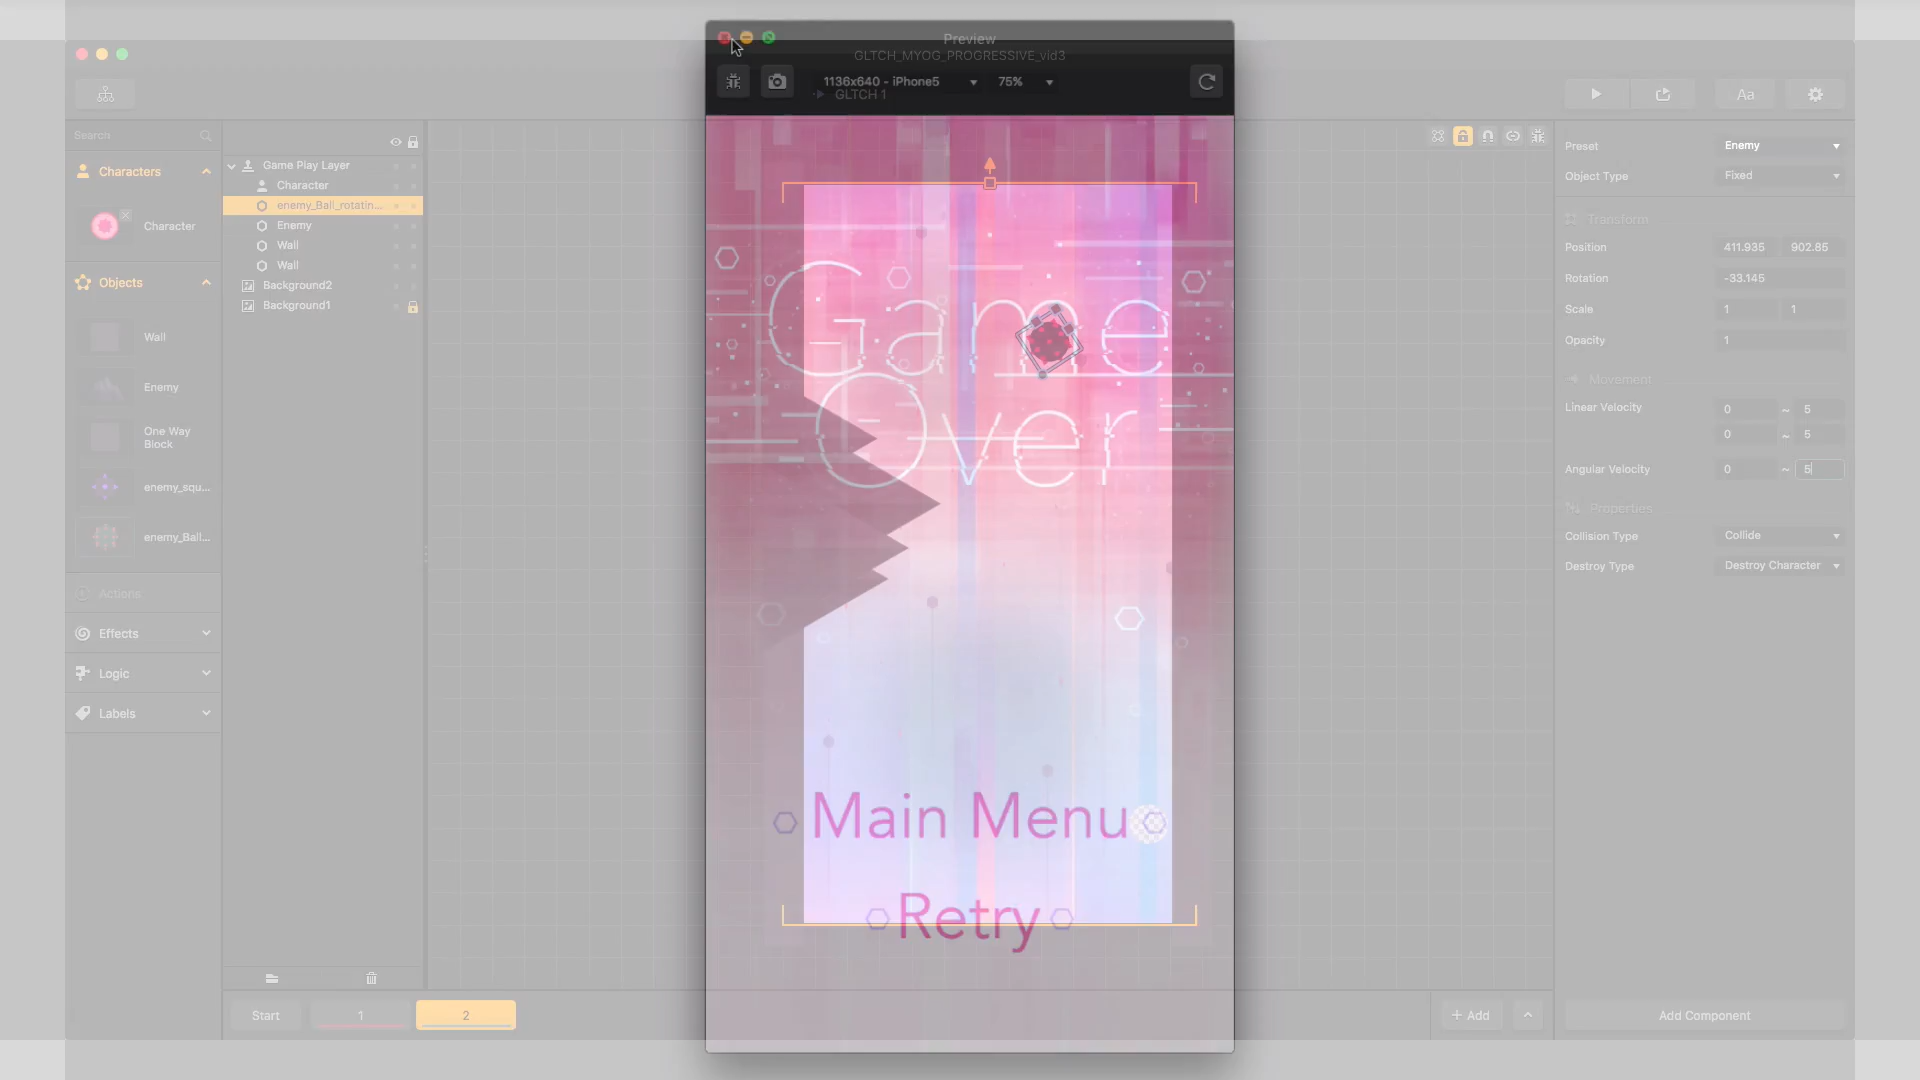 Preview
GLTCH_MYOG_PROGRESSIVE_vid3
1136x640 - iPhone5
75%
GLTCH 1
Aa
Search
Characters
Character
Objects
Wall
Enemy
One Way
Block
enemy_squ...
enemy_Ball...
Actions
Effects
Logic
Labels
Game Play Layer
Character
enemy_Ball_rotatin...
Enemy
Wall
Wall
Background2
Background1
Game
Over
Main Menu
Retry
Preset
Enemy
Object Type
Fixed
Transform
Position
411.935
902.85
Rotation
-33.145
Scale
1
1
Opacity
1
Movement
Linear Velocity
0 ~ 5
0 ~ 5
Angular Velocity
0 ~ 5
Properties
Collision Type
Collide
Destroy Type
Destroy Character
Start
1
2
+ Add
Add Component